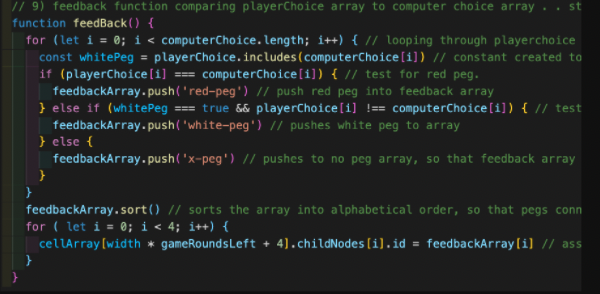 // 9) feedback function comparing playerChoice array to computer choice array . . st
function feedBack() {
for (let i = 0; i < computerChoice.length; i++) { // looping through playerchoice
const whitePeg = playerChoice.includes(computerChoice[i]) // constant created to
if (playerChoice[i] === computerChoice[i]) { // test for red peg.
feedbackArray.push('red-peg') // push red peg into feedback array
} else if (whitePeg === true && playerChoice[i] !== computerChoice[i]) { // test
feedbackArray.push('white-peg') // pushes white peg to array
} else {
feedbackArray.push('x-peg') // pushes to no peg array, so that feedback array
}
}
feedbackArray.sort() // sorts the array into alphabetical order, so that pegs conn
for ( let i = 0; i < 4; i++) {
cellArray[width * gameRoundsLeft + 4].childNodes[i].id = feedbackArray[i] // ass
}
}